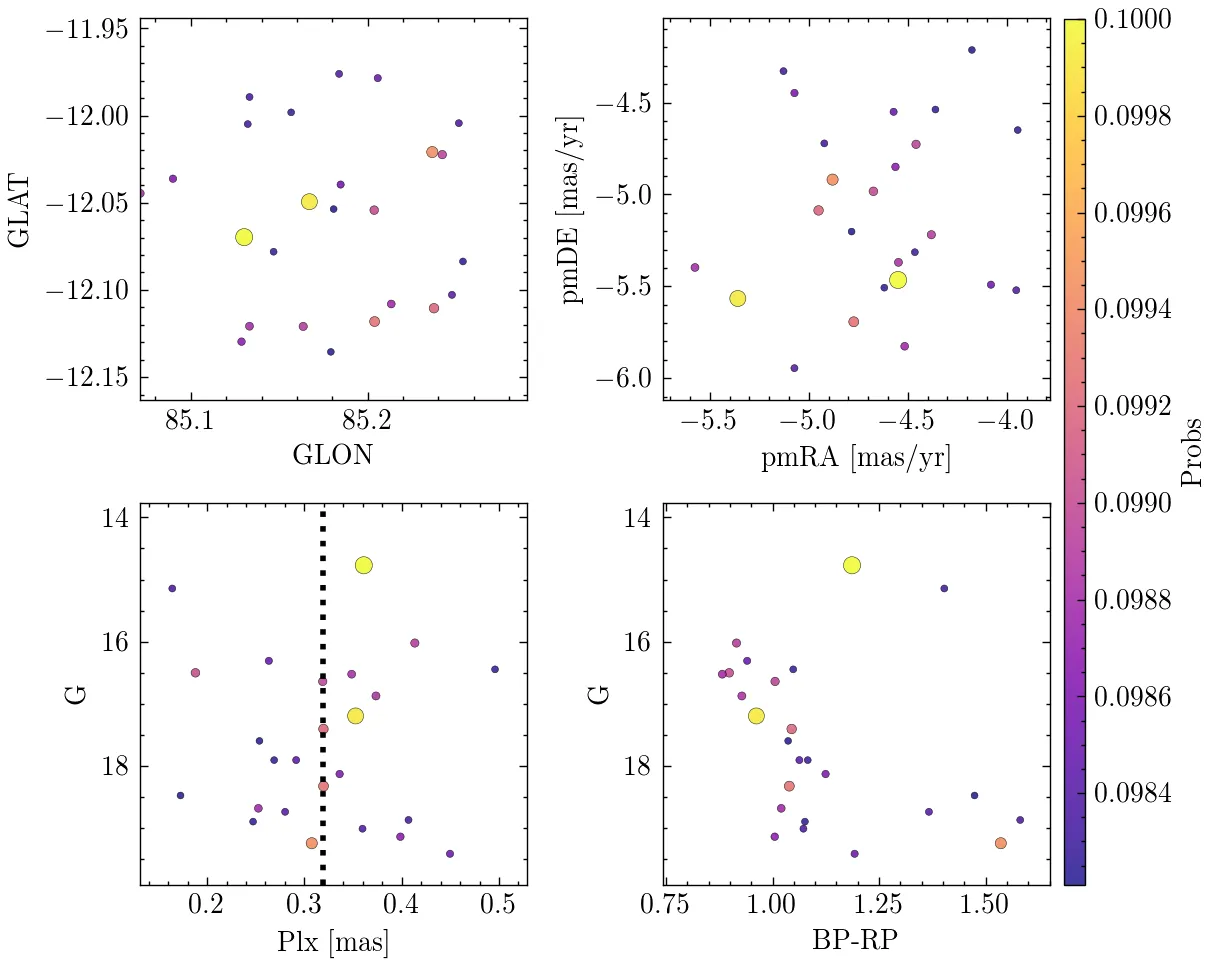 −11.95
−12.00
−12.05
−12.10
−12.15
85.1 85.2
GLON
GLAT
−4.5
−5.0
−5.5
−6.0
−5.5 −5.0 −4.5 −4.0
pmRA [mas/yr]
pmDE [mas/yr]
14
16
18
0.2 0.3 0.4 0.5
Plx [mas]
G
14
16
18
0.75 1.00 1.25 1.50
BP-RP
G
0.1000
0.0998
0.0996
0.0994
0.0992
0.0990
0.0988
0.0986
0.0984
Probs